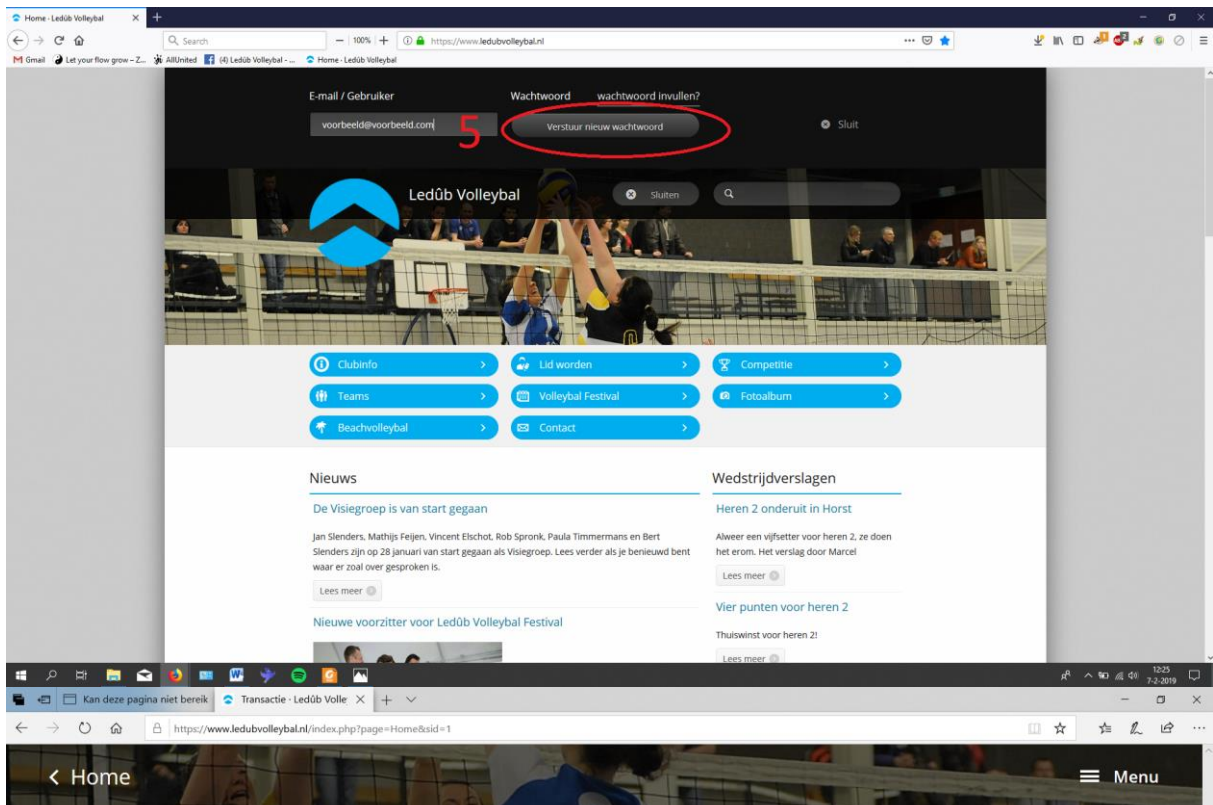 Home - Ledûb Volleybal
Search
100%
https://www.ledubvolleybal.nl
Gmail
Let your flow grow – Z...
AllUnited
(4) Ledûb Volleybal - ...
Home - Ledûb Volleybal
E-mail / Gebruiker
Wachtwoord
wachtwoord invullen?
voorbeeld@voorbeeld.com
5
Verstuur nieuw wachtwoord
Sluit
Ledûb Volleybal
Sluiten
Clubinfo
Lid worden
Competitie
Teams
Volleybal Festival
Fotoalbum
Beachvolleybal
Contact
Nieuws
De Visiegroep is van start gegaan
Jan Slenders, Mathijs Feijen, Vincent Elschot, Rob Spronk, Paula Timmermans en Bert
Slenders zijn op 28 januari van start gegaan als Visiegroep. Lees verder als je benieuwd bent
waar er zoal over gesproken is.
Lees meer
Nieuwe voorzitter voor Ledûb Volleybal Festival
Wedstrijdverslagen
Heren 2 onderuit in Horst
Alweer een vijfsetter voor heren 2, ze doen
het erom. Het verslag door Marcel
Lees meer
Vier punten voor heren 2
Thuiswinst voor heren 2!
Lees meer
12:25
7-2-2019
Kan deze pagina niet bereik
Transactie - Ledûb Volle
https://www.ledubvolleybal.nl/index.php?page=Home&sid=1
Home
Menu